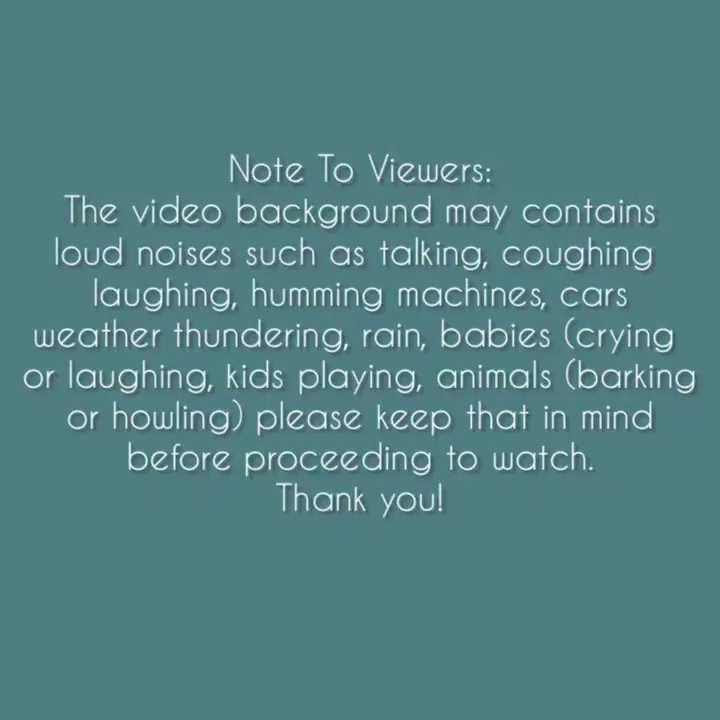 Note To Viewers:
The video background may contains
loud noises such as talking, coughing
laughing, humming machines, cars
weather thundering, rain, babies (crying
or laughing, kids playing, animals (barking
or howling) please keep that in mind
before proceeding to watch.
Thank you!